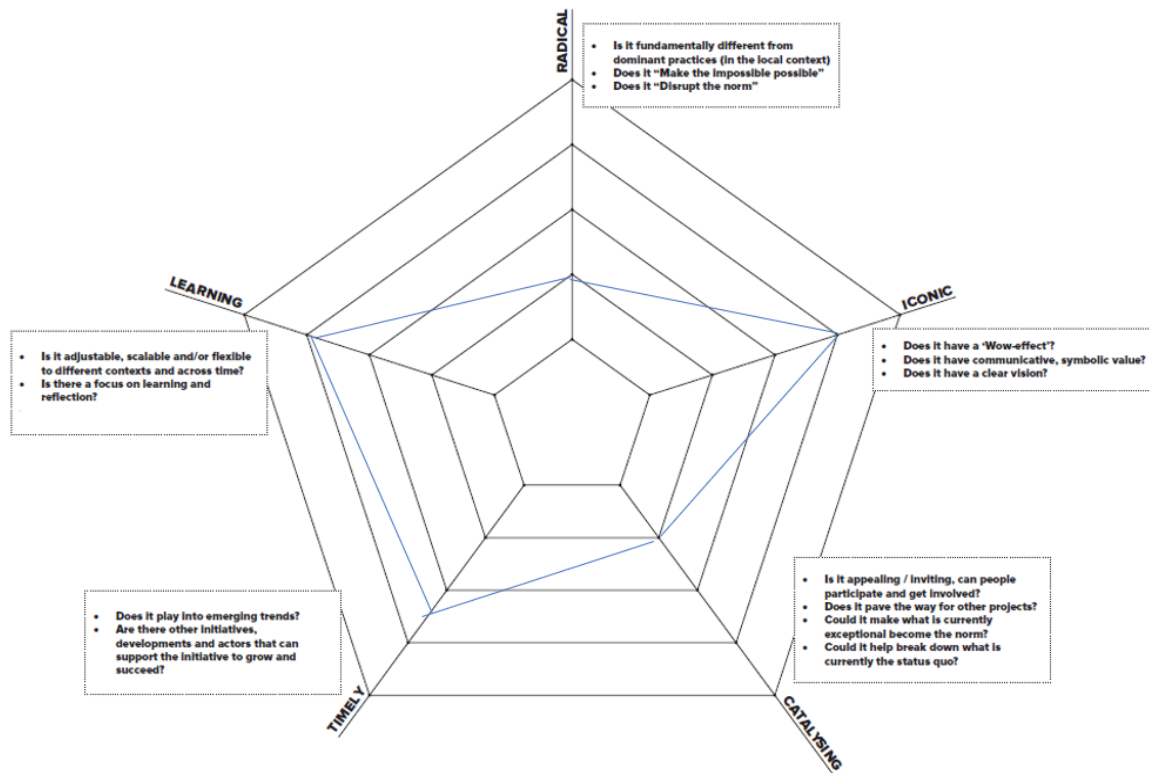 RADICAL
• Is it fundamentally different from
dominant practices (in the local context)
• Does it “Make the impossible possible”
• Does it “Disrupt the norm”
LEARNING
ICONIC
• Is it adjustable, scalable and/or flexible
to different contexts and across time?
• Is there a focus on learning and
reflection?
• Does it have a ‘Wow-effect’?
• Does it have communicative, symbolic value?
• Does it have a clear vision?
• Does it play into emerging trends?
• Are there other initiatives,
developments and actors that can
support the initiative to grow and
succeed?
• Is it appealing / inviting, can people
participate and get involved?
• Does it pave the way for other projects?
• Could it make what is currently
exceptional become the norm?
• Could it help break down what is
currently the status quo?
TIMELY
CATALYSING